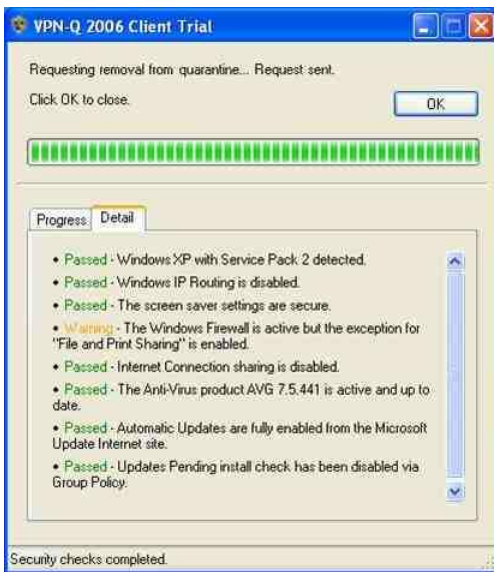 VPN-Q 2006 Client Trial
Requesting removal from quarantine... Request sent.
Click OK to close.
OK
Progress Detail
• Passed - Windows XP with Service Pack 2 detected.
• Passed - Windows IP Routing is disabled.
• Passed - The screen saver settings are secure.
• Warning - The Windows Firewall is active but the exception for
"File and Print Sharing" is enabled.
• Passed - Internet Connection sharing is disabled.
• Passed - The Anti-Virus product AVG 7.5.441 is active and up to
date.
• Passed - Automatic Updates are fully enabled from the Microsoft
Update Internet site.
• Passed - Updates Pending install check has been disabled via
Group Policy.
Security checks completed.